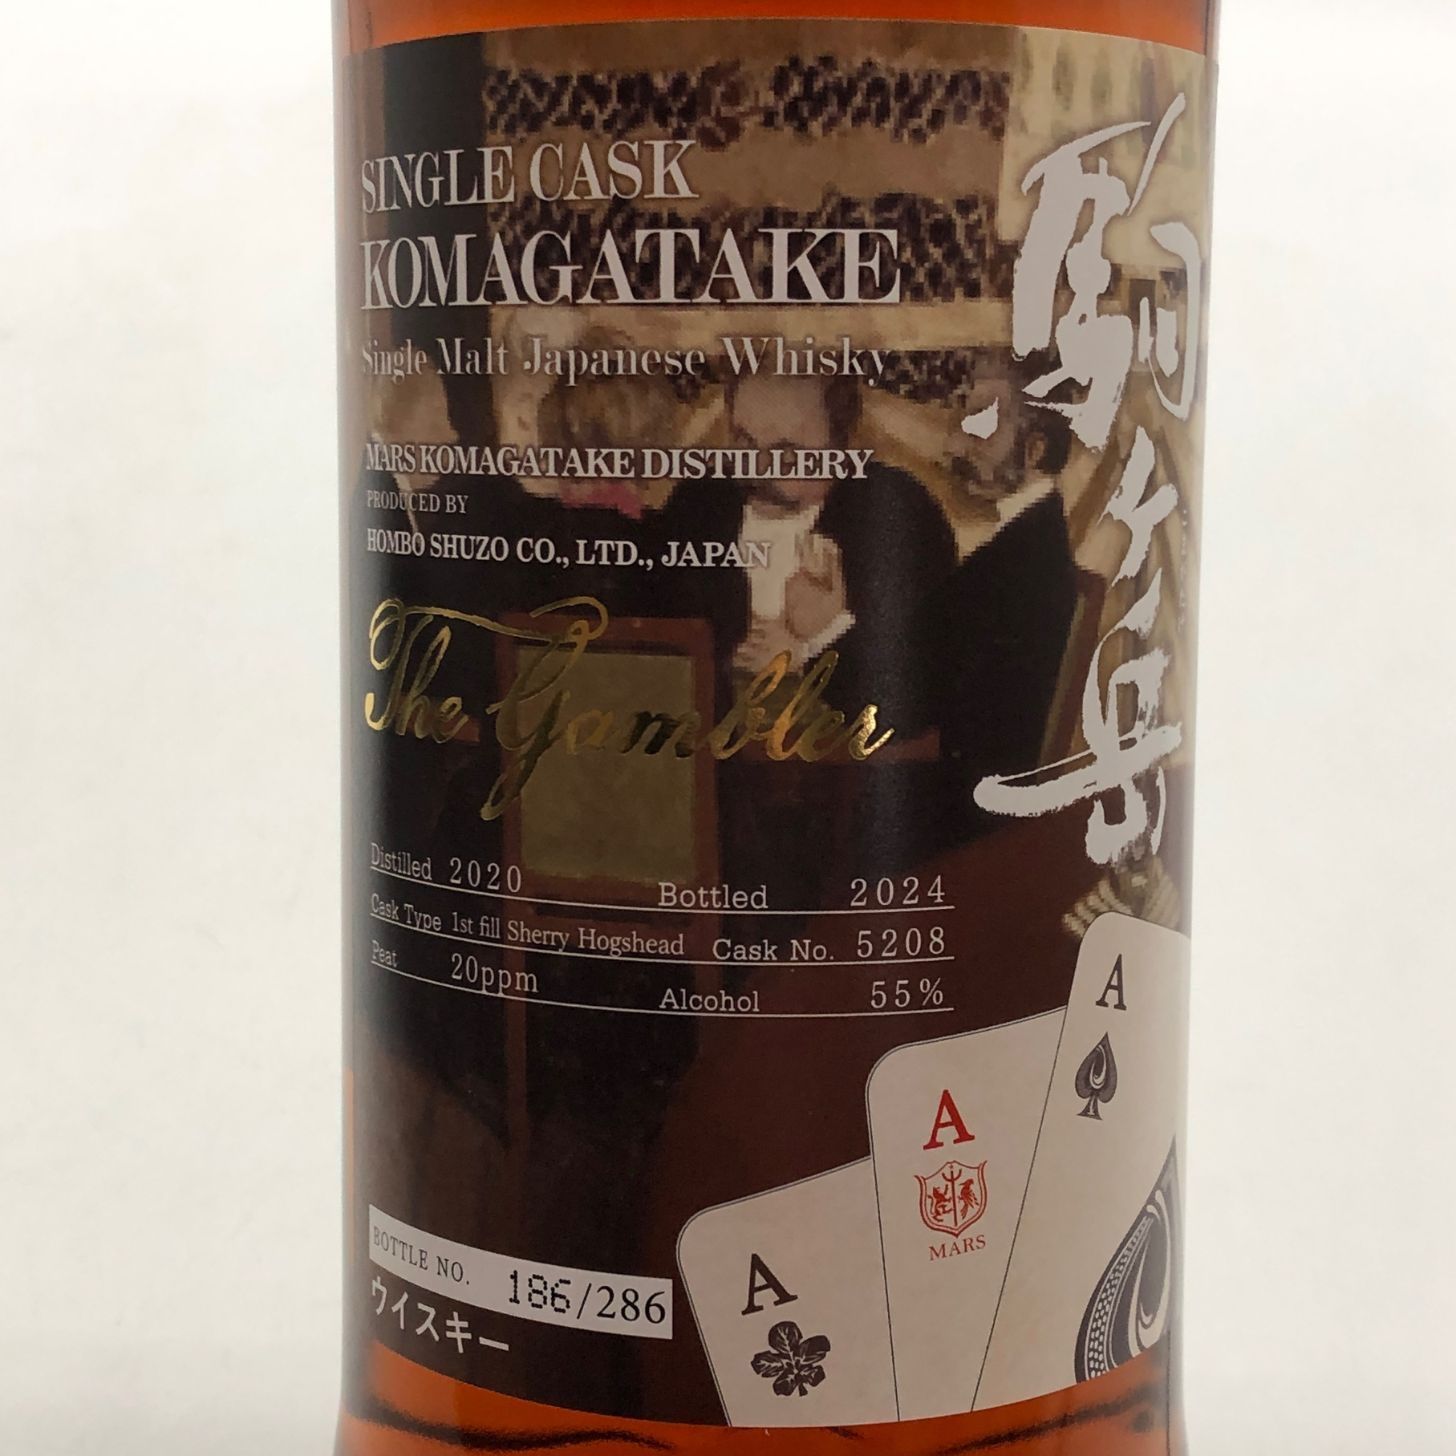 SINGLE CASK
KOMAGATAKE
Single Malt Japanese Whisky
MARS KOMAGATAKE DISTILLERY
PRODUCED BY
HOMBO SHUZO CO., LTD., JAPAN
The Gambler
駒ヶ岳
Distilled 2020 Bottled 2024
Cask Type 1st fill Sherry Hogshead Cask No. 5208
Peat 20ppm Alcohol 55%
A
A
MARS
A
BOTTLE NO. 186/286
ウイスキー